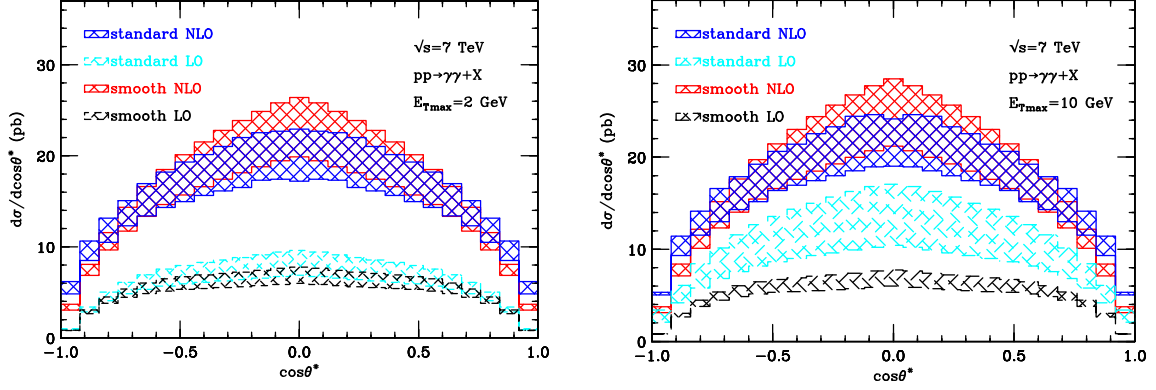 standard NLO
standard LO
smooth NLO
smooth LO
√s=7 TeV
pp→γγ+X
E_Tmax=2 GeV
dσ/dcosθ* (pb)
30
20
10
0
−1.0
−0.5
0.0
0.5
1.0
cosθ*
standard NLO
standard LO
smooth NLO
smooth LO
√s=7 TeV
pp→γγ+X
E_Tmax=10 GeV
dσ/dcosθ* (pb)
30
20
10
0
−1.0
−0.5
0.0
0.5
1.0
cosθ*